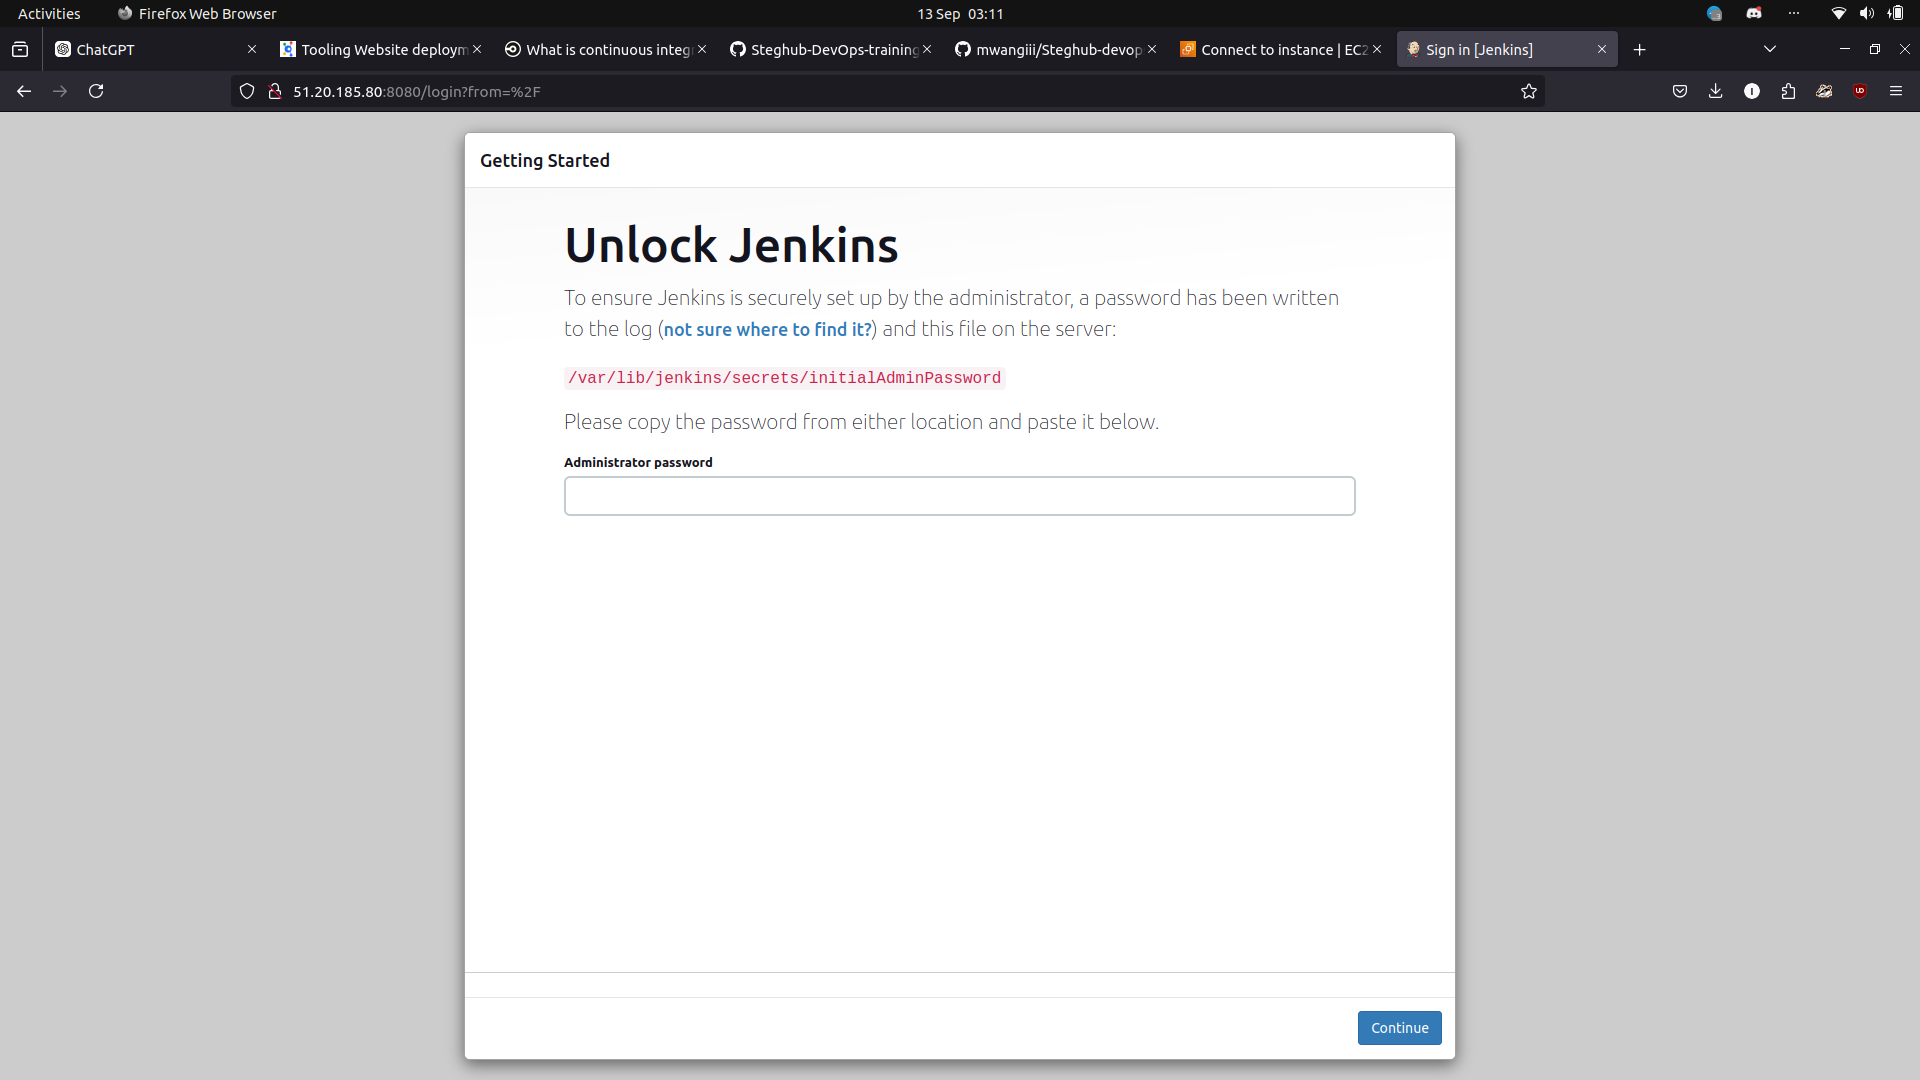 Activities Firefox Web Browser 13 Sep 03:11
ChatGPT Tooling Website deploym What is continuous integr Steghub-DevOps-training mwangiii/Steghub-devop Connect to instance | EC2 Sign in [Jenkins]
51.20.185.80:8080/login?from=%2F
Getting Started
Unlock Jenkins
To ensure Jenkins is securely set up by the administrator, a password has been written
to the log (not sure where to find it?) and this file on the server:
/var/lib/jenkins/secrets/initialAdminPassword
Please copy the password from either location and paste it below.
Administrator password
Continue